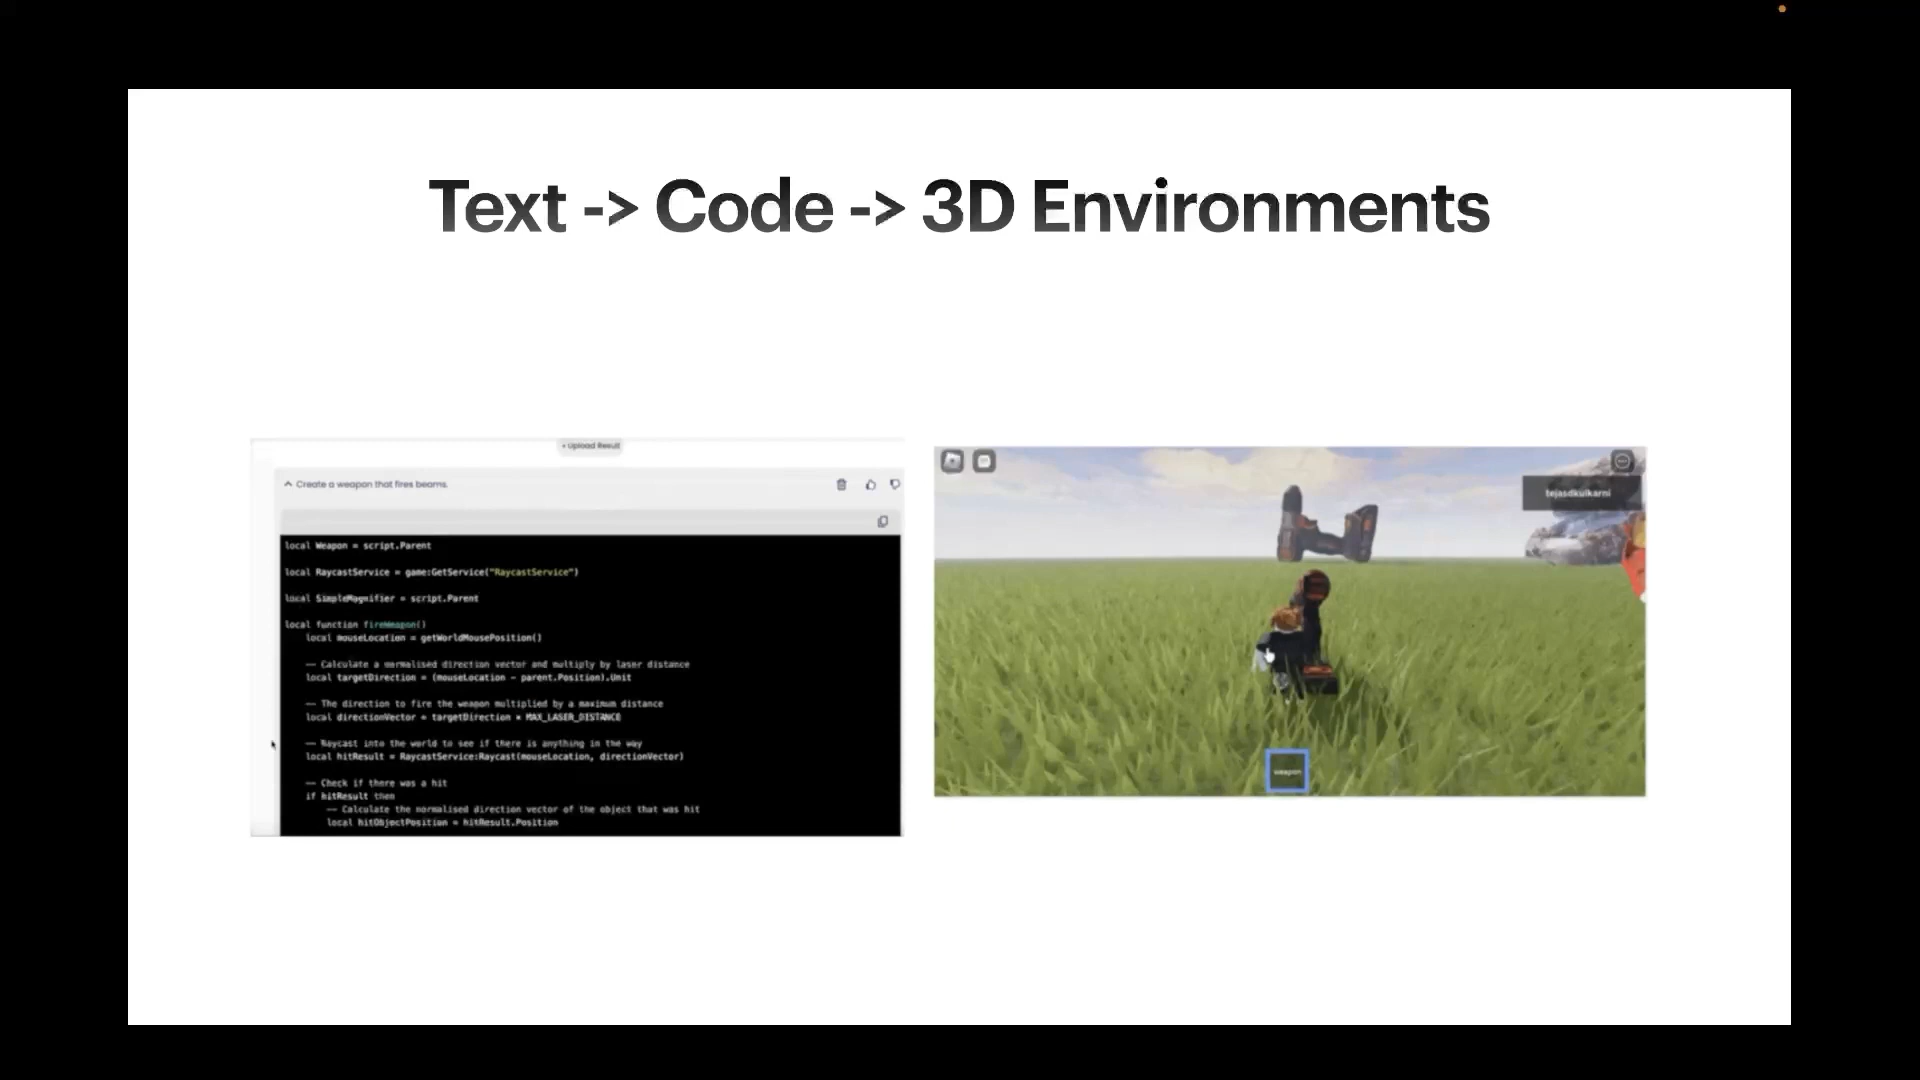 Text -> Code -> 3D Environments
+ Upload Result
Create a weapon that fires beams.
local Weapon = script.Parent
local RaycastService = game:GetService("RaycastService")
local SimpleMagnifier = script.Parent
local function fireWeapon()
local mouseLocation = getWorldMousePosition()
-- Calculate a normalised direction vector and multiply by laser distance
local targetDirection = (mouseLocation - parent.Position).Unit
-- The direction to fire the weapon multiplied by a maximum distance
local directionVector = targetDirection * MAX_LASER_DISTANCE
-- Raycast into the world to see if there is anything in the way
local hitResult = RaycastService:Raycast(mouseLocation, directionVector)
-- Check if there was a hit
if hitResult then
-- Calculate the normalised direction vector of the object that was hit
local hitObjectPosition = hitResult.Position
tejasdkulkarni
weapon